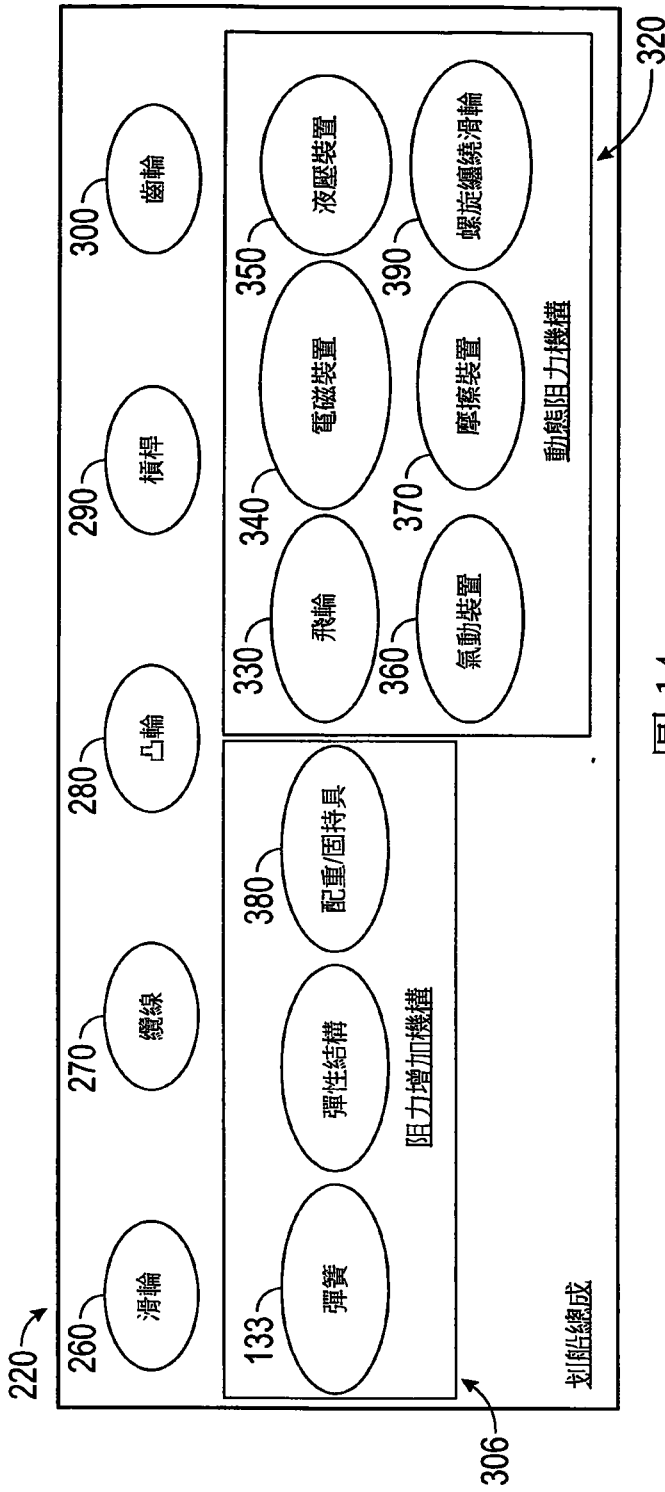 220
260
滑輪
270
纜線
280
凸輪
290
槓桿
300
齒輪
133
彈簧
彈性結構
380
配重/固持具
阻力增加機構
306
330
飛輪
340
電磁裝置
350
液壓裝置
360
氣動裝置
370
摩擦裝置
390
螺旋纏繞滑輪
動態阻力機構
320
划船總成
圖 14